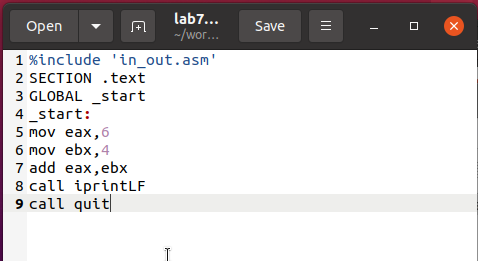 Open
lab7...
~/wor...
Save
1 %include 'in_out.asm'
2 SECTION .text
3 GLOBAL _start
4 _start:
5 mov eax,6
6 mov ebx,4
7 add eax,ebx
8 call iprintLF
9 call quit